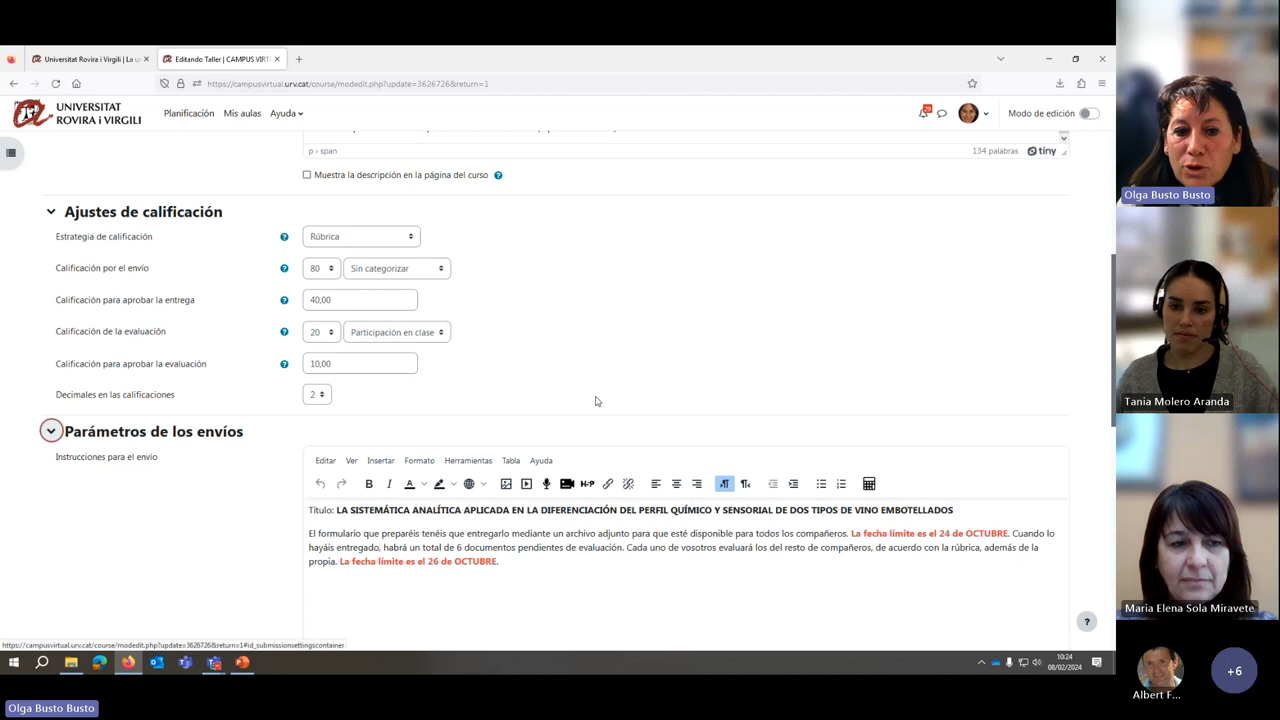 Universitat Rovira i Virgili | La u
Editando Taller | CAMPUS VIRT
https://campusvirtual.urv.cat/course/modedit.php?update=3626726&return=1
UNIVERSITAT
ROVIRA i VIRGILI
Planificación
Mis aulas
Ayuda
29
Modo de edición
p › span
134 palabras
tiny
Muestra la descripción en la página del curso
Ajustes de calificación
Estrategia de calificación
Rúbrica
Calificación por el envío
80
Sin categorizar
Calificación para aprobar la entrega
40,00
Calificación de la evaluación
20
Participación en clase
Calificación para aprobar la evaluación
10,00
Decimales en las calificaciones
2
Parámetros de los envíos
Instrucciones para el envío
Editar Ver Insertar Formato Herramientas Tabla Ayuda
B I A H-P
Título: LA SISTEMÁTICA ANALÍTICA APLICADA EN LA DIFERENCIACIÓN DEL PERFIL QUÍMICO Y SENSORIAL DE DOS TIPOS DE VINO EMBOTELLADOS
El formulario que preparéis tenéis que entregarlo mediante un archivo adjunto para que esté disponible para todos los compañeros. La fecha límite es el 24 de OCTUBRE. Cuando lo
hayáis entregado, habrá un total de 6 documentos pendientes de evaluación. Cada uno de vosotros evaluará los del resto de compañeros, de acuerdo con la rúbrica, además de la
propia. La fecha límite es el 26 de OCTUBRE.
https://campusvirtual.urv.cat/course/modedit.php?update=3626726&return=1#id_submissionsettingscontainer
10:24
08/02/2024
Olga Busto Busto
Olga Busto Busto
Tania Molero Aranda
Maria Elena Sola Miravete
Albert F...
+6